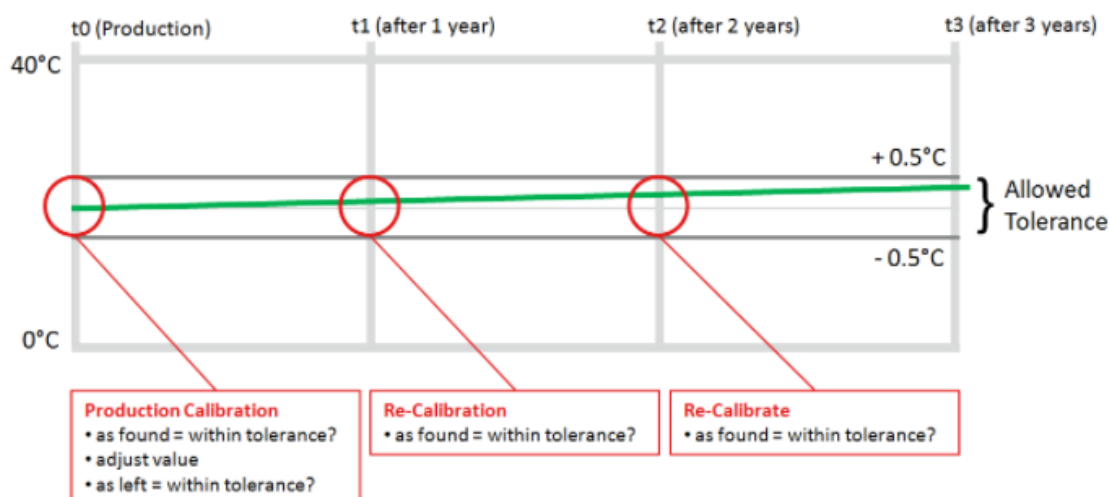 t0 (Production)
t1 (after 1 year)
t2 (after 2 years)
t3 (after 3 years)
40°C
+ 0.5°C
} Allowed
Tolerance
- 0.5°C
0°C
Production Calibration
• as found = within tolerance?
• adjust value
• as left = within tolerance?
Re-Calibration
• as found = within tolerance?
Re-Calibrate
• as found = within tolerance?